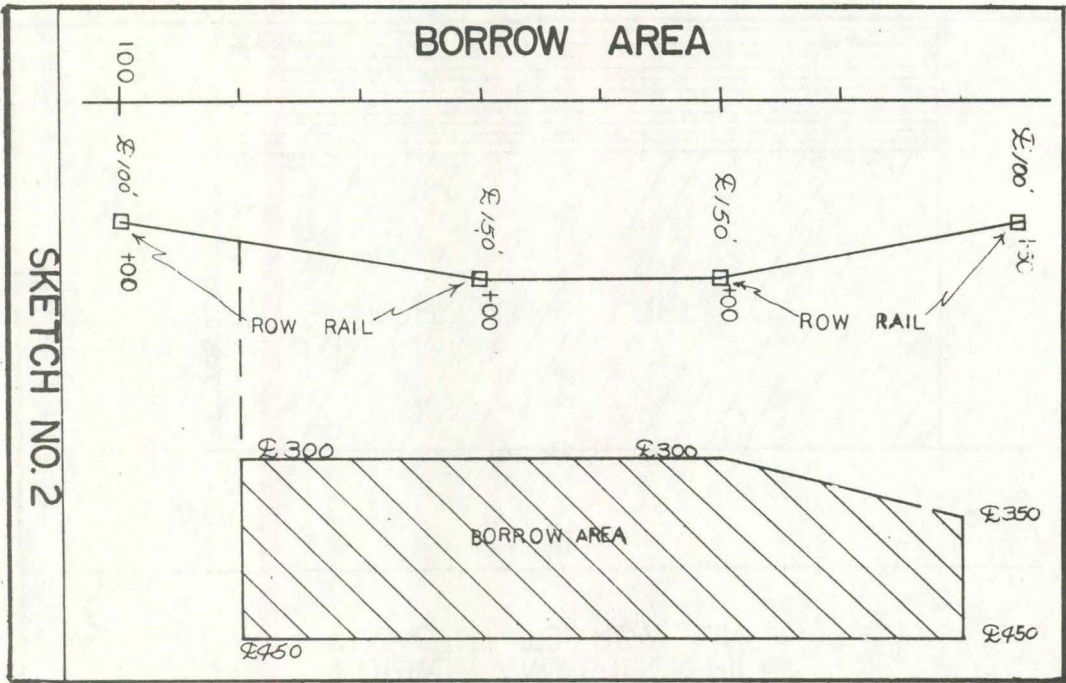 BORROW AREA
100
℄ 100'
+00
℄ 150'
+00
℄ 150'
+00
℄ 100'
ROW RAIL
ROW RAIL
℄ 300
℄ 300
℄ 350
BORROW AREA
℄ 450
℄ 450
SKETCH NO. 2